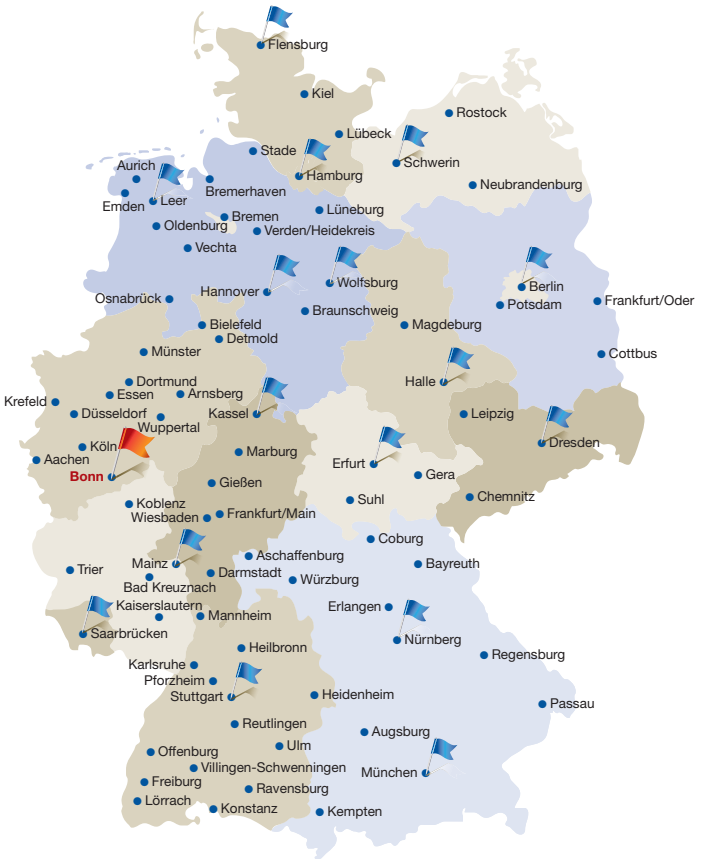 Flensburg
Kiel
Rostock
Lübeck
Stade
Schwerin
Aurich
Hamburg
Bremerhaven
Neubrandenburg
Emden
Leer
Lüneburg
Bremen
Oldenburg
Verden/Heidekreis
Vechta
Wolfsburg
Berlin
Hannover
Osnabrück
Potsdam
Frankfurt/Oder
Braunschweig
Bielefeld
Magdeburg
Detmold
Münster
Cottbus
Dortmund
Halle
Essen
Arnsberg
Krefeld
Düsseldorf
Kassel
Leipzig
Wuppertal
Dresden
Köln
Marburg
Aachen
Erfurt
Bonn
Gera
Gießen
Chemnitz
Suhl
Koblenz
Frankfurt/Main
Wiesbaden
Coburg
Aschaffenburg
Mainz
Bayreuth
Trier
Darmstadt
Würzburg
Bad Kreuznach
Kaiserslautern
Erlangen
Mannheim
Saarbrücken
Nürnberg
Heilbronn
Regensburg
Karlsruhe
Pforzheim
Stuttgart
Heidenheim
Passau
Reutlingen
Augsburg
Ulm
Offenburg
Villingen-Schwenningen
München
Freiburg
Ravensburg
Lörrach
Konstanz
Kempten